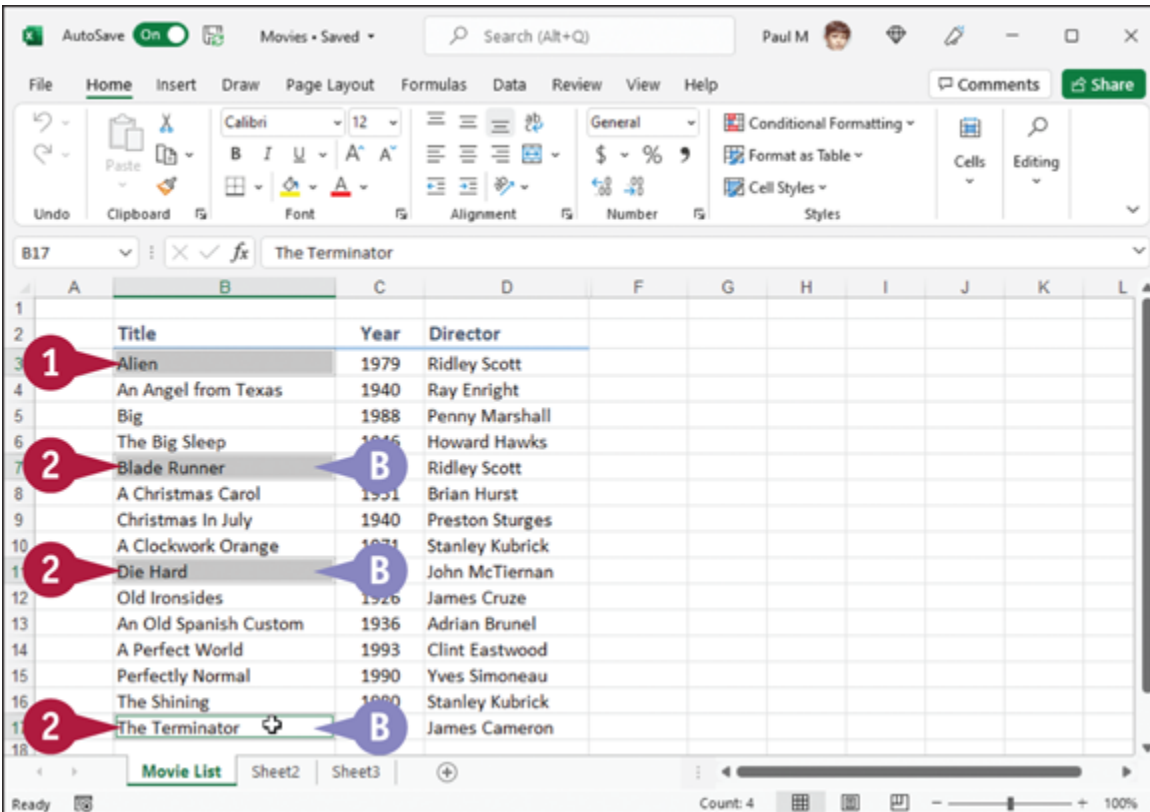 AutoSave On Movies • Saved Search (Alt+Q) Paul M
File Home Insert Draw Page Layout Formulas Data Review View Help Comments Share
Calibri 12 General Conditional Formatting
Paste B I U A^ A˅ $ % 9 Format as Table Cells Editing
A Cell Styles
Undo Clipboard Font Alignment Number Styles
B17 fx The Terminator
A B C D F G H I J K L
1
2 Title Year Director
1 Alien 1979 Ridley Scott
4 An Angel from Texas 1940 Ray Enright
5 Big 1988 Penny Marshall
6 The Big Sleep Howard Hawks
2 Blade Runner B Ridley Scott
8 A Christmas Carol Brian Hurst
9 Christmas In July 1940 Preston Sturges
10 A Clockwork Orange Stanley Kubrick
2 Die Hard B John McTiernan
12 Old Ironsides James Cruze
13 An Old Spanish Custom 1936 Adrian Brunel
14 A Perfect World 1993 Clint Eastwood
15 Perfectly Normal 1990 Yves Simoneau
16 The Shining Stanley Kubrick
2 The Terminator B James Cameron
18
Movie List Sheet2 Sheet3
Ready Count: 4 100%